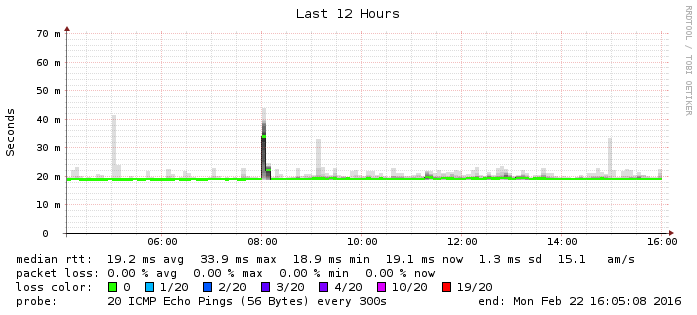 Last 12 Hours
RRDTOOL / TOBI OETIKER
Seconds
70 m
60 m
50 m
40 m
30 m
20 m
10 m
0
06:00 08:00 10:00 12:00 14:00 16:00
median rtt: 19.2 ms avg 33.9 ms max 18.9 ms min 19.1 ms now 1.3 ms sd 15.1 am/s
packet loss: 0.00 % avg 0.00 % max 0.00 % min 0.00 % now
loss color: 0 1/20 2/20 3/20 4/20 10/20 19/20
probe: 20 ICMP Echo Pings (56 Bytes) every 300s end: Mon Feb 22 16:05:08 2016